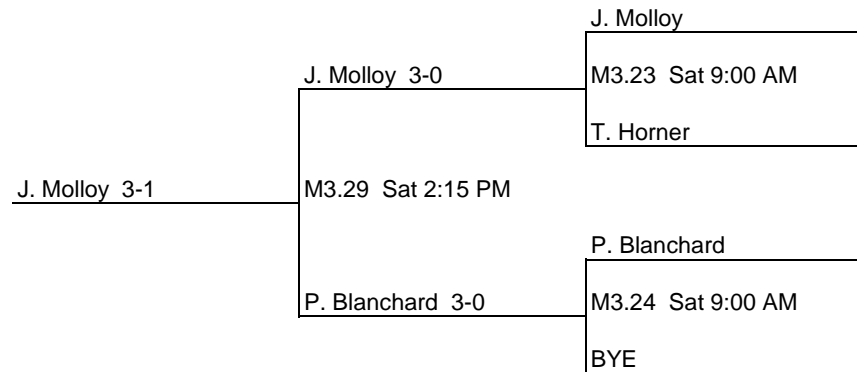 J. Molloy
J. Molloy 3-0
M3.23 Sat 9:00 AM
T. Horner
J. Molloy 3-1
M3.29 Sat 2:15 PM
P. Blanchard
P. Blanchard 3-0
M3.24 Sat 9:00 AM
BYE